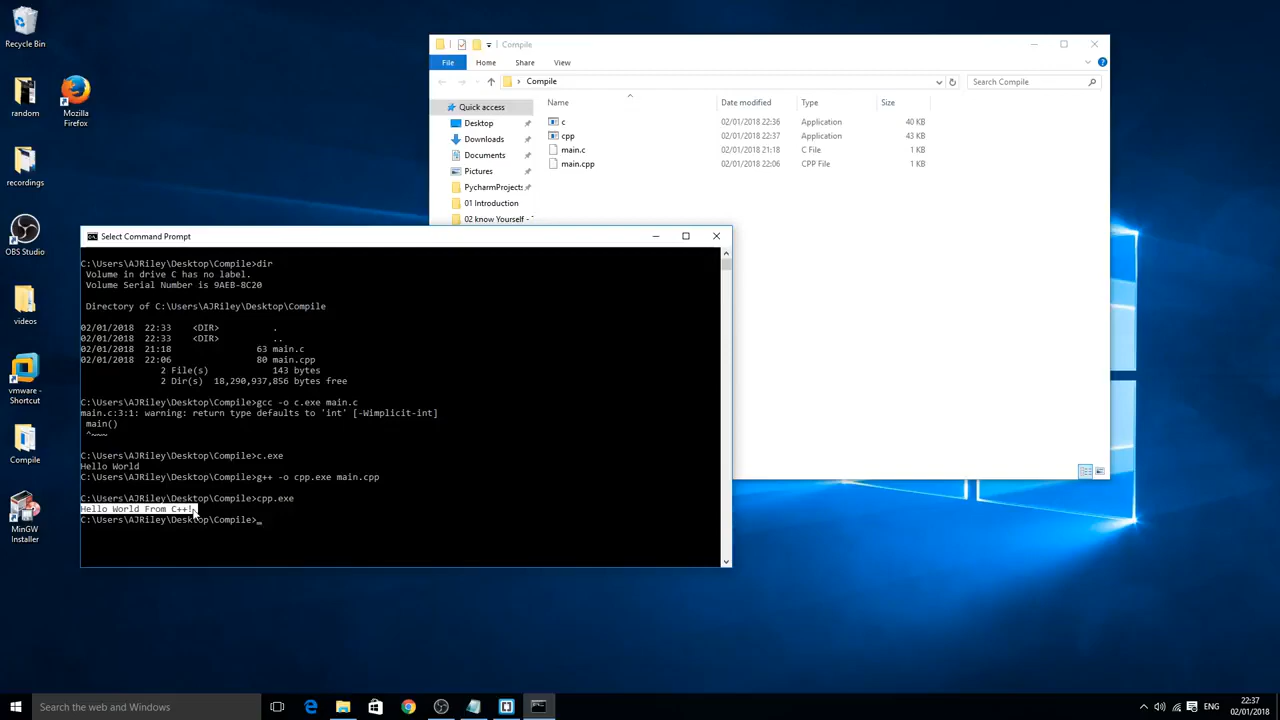 Recycle Bin
random
Mozilla
Firefox
recordings
OBS Studio
videos
vmware -
Shortcut
Compile
MinGW
Installer
Compile
File
Home
Share
View
Compile
Search Compile
Name
Date modified
Type
Size
Quick access
Desktop
Downloads
Documents
Pictures
PycharmProjects
01 Introduction
02 know Yourself -
c 02/01/2018 22:36 Application 40 KB
cpp 02/01/2018 22:37 Application 43 KB
main.c 02/01/2018 21:18 C File 1 KB
main.cpp 02/01/2018 22:06 CPP File 1 KB
Select Command Prompt
C:\Users\AJRiley\Desktop\Compile>dir
Volume in drive C has no label.
Volume Serial Number is 9AEB-8C20
Directory of C:\Users\AJRiley\Desktop\Compile
02/01/2018 22:33 <DIR> .
02/01/2018 22:33 <DIR> ..
02/01/2018 21:18 63 main.c
02/01/2018 22:06 80 main.cpp
2 File(s) 143 bytes
2 Dir(s) 18,290,937,856 bytes free
C:\Users\AJRiley\Desktop\Compile>gcc -o c.exe main.c
main.c:3:1: warning: return type defaults to 'int' [-Wimplicit-int]
main()
^~~~
C:\Users\AJRiley\Desktop\Compile>c.exe
Hello World
C:\Users\AJRiley\Desktop\Compile>g++ -o cpp.exe main.cpp
C:\Users\AJRiley\Desktop\Compile>cpp.exe
Hello World From C++!
C:\Users\AJRiley\Desktop\Compile>_
Search the web and Windows
ENG
22:37
02/01/2018